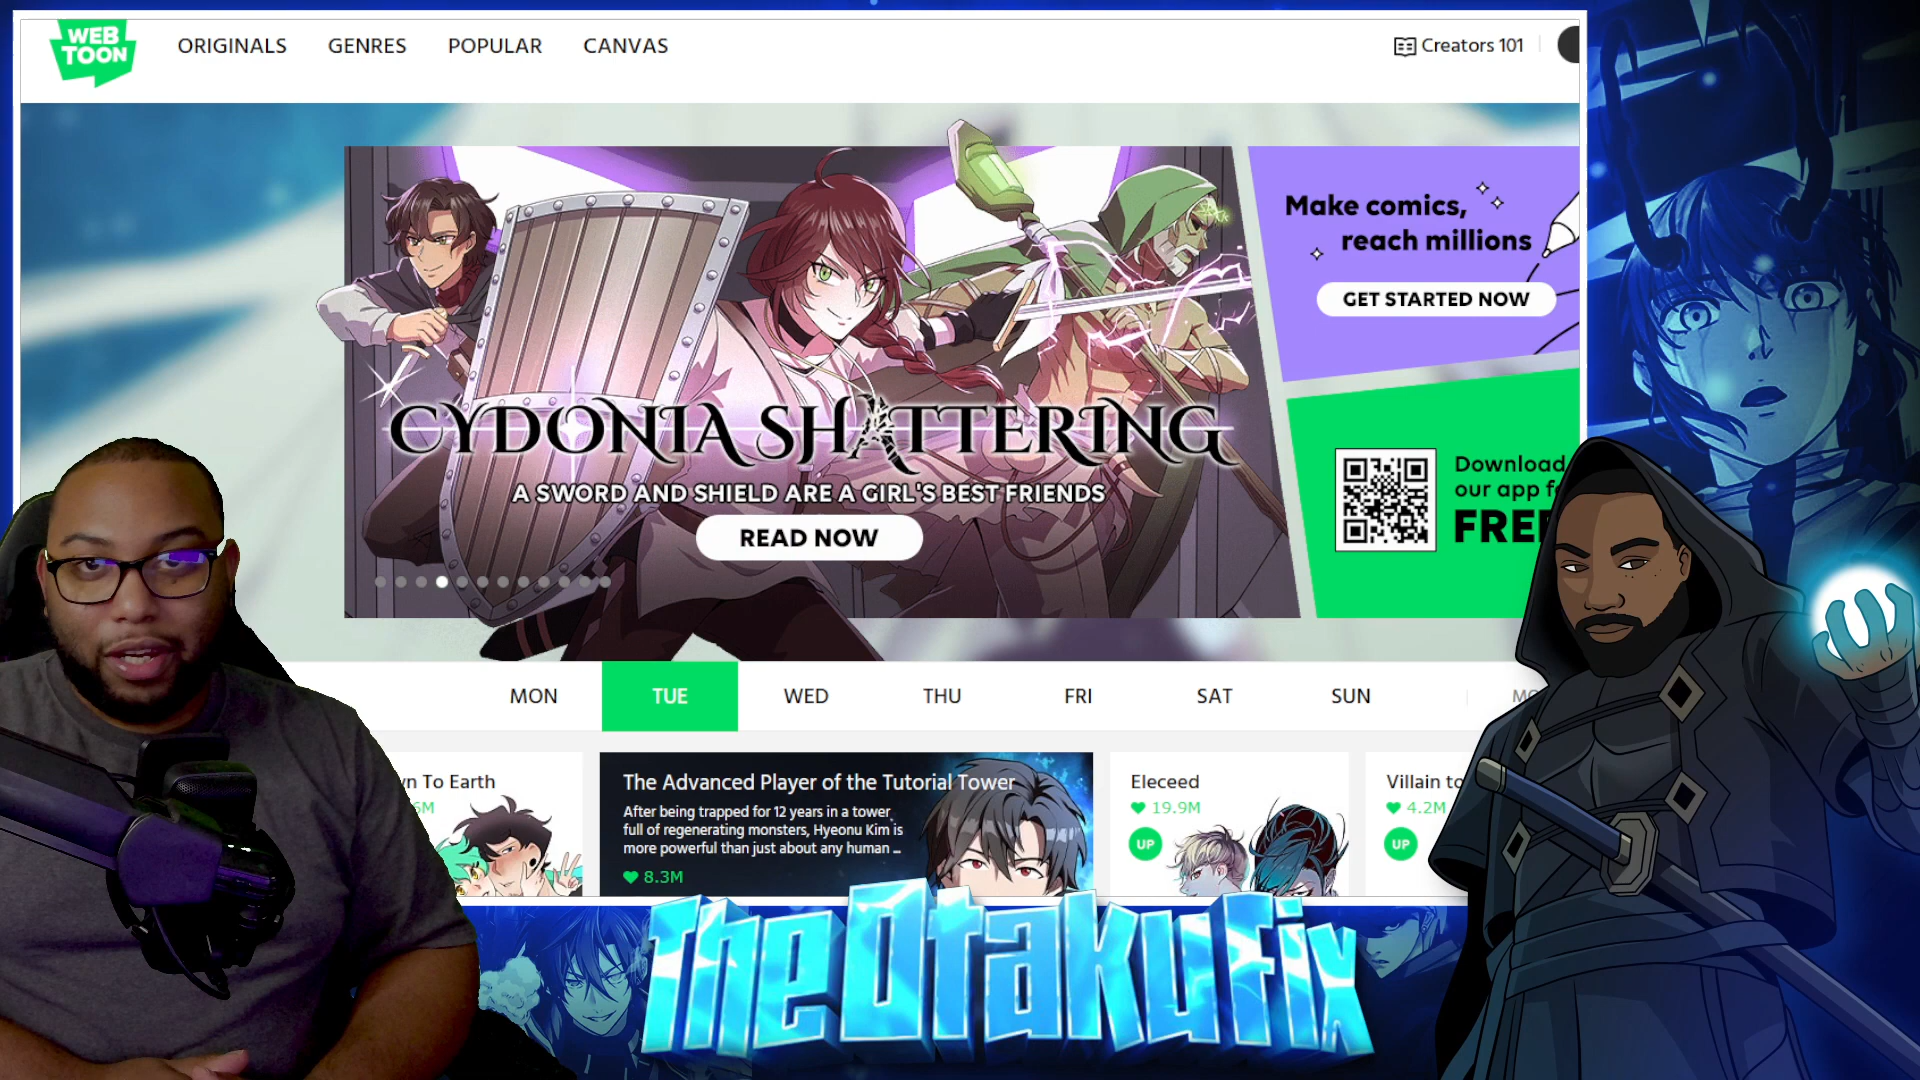 WEB
TOON
ORIGINALS
GENRES
POPULAR
CANVAS
Creators 101
Make comics,
reach millions
GET STARTED NOW
CYDONIA SHATTERING
A SWORD AND SHIELD ARE A GIRL'S BEST FRIENDS
READ NOW
Download
our app
FREE
MON
TUE
WED
THU
FRI
SAT
SUN
To Earth
The Advanced Player of the Tutorial Tower
After being trapped for 12 years in a tower
full of regenerating monsters, Hyeonu Kim is
more powerful than just about any human ...
8.3M
Eleceed
19.9M
UP
Villain to
4.2M
UP
TheOtakuFix